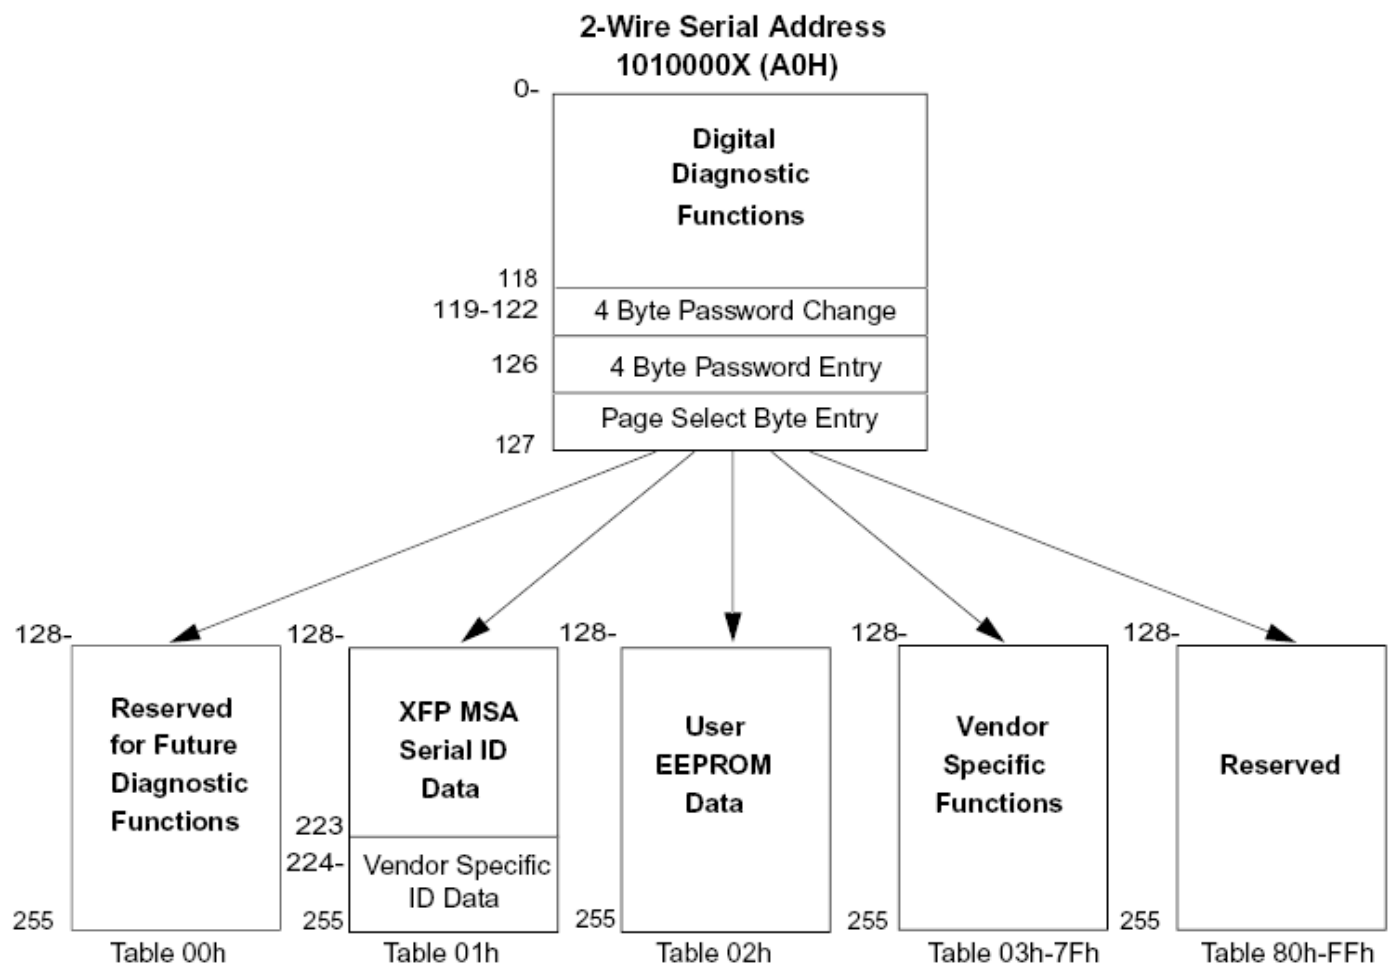 2-Wire Serial Address
1010000X (A0H)
0-
Digital
Diagnostic
Functions
118
119-122
4 Byte Password Change
126
4 Byte Password Entry
Page Select Byte Entry
127
128-
Reserved
for Future
Diagnostic
Functions
255
Table 00h
128-
XFP MSA
Serial ID
Data
223
224-
Vendor Specific
ID Data
255
Table 01h
128-
User
EEPROM
Data
255
Table 02h
128-
Vendor
Specific
Functions
255
Table 03h-7Fh
128-
Reserved
255
Table 80h-FFh